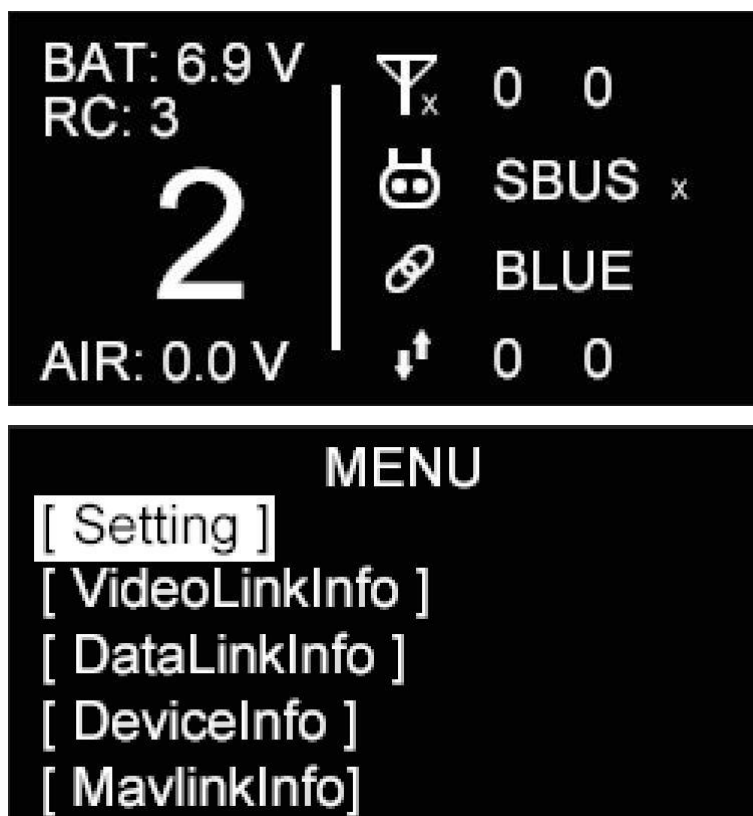 BAT: 6.9 V
RC: 3
2
AIR: 0.0 V
x 0 0
SBUS x
BLUE
0 0
MENU
[ Setting ]
[ VideoLinkInfo ]
[ DataLinkInfo ]
[ DeviceInfo ]
[ MavlinkInfo]